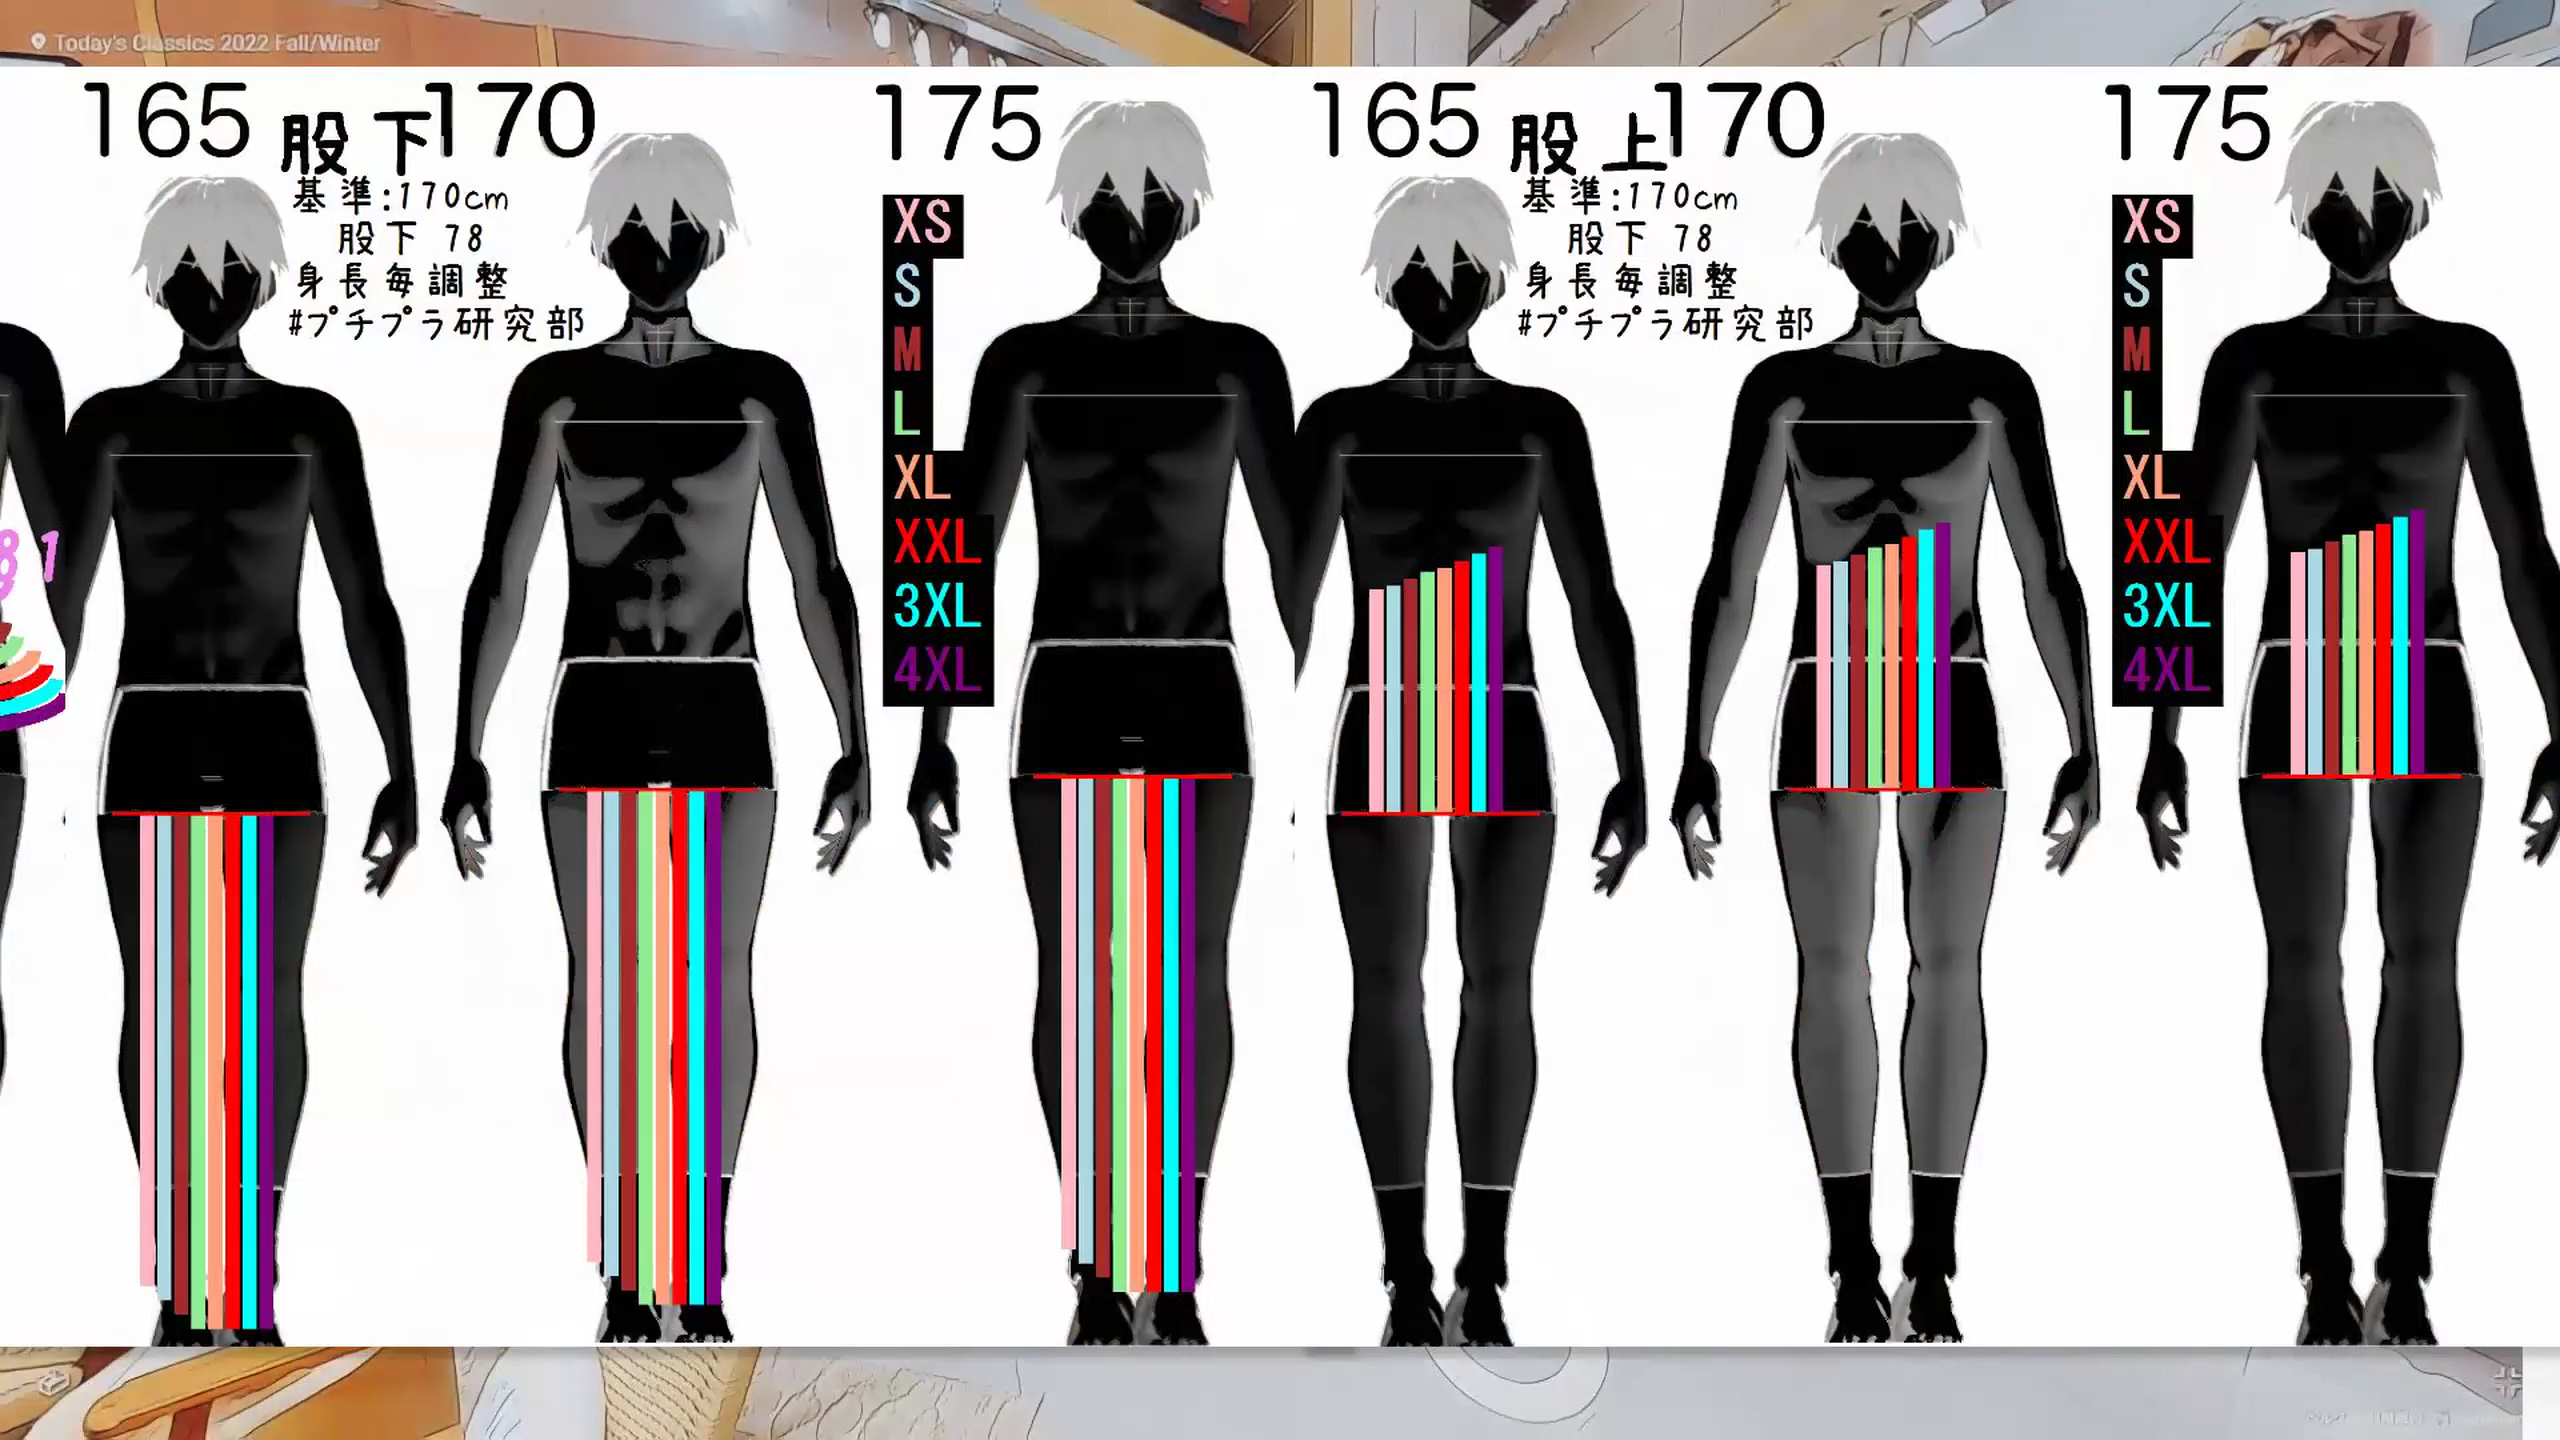 Today's Classics 2022 Fall/Winter
165
股下
170
基準:170cm
股下 78
身長毎調整
#プチプラ研究部
175
XS
S
M
L
XL
XXL
3XL
4XL
81
165
股上
170
基準:170cm
股下 78
身長毎調整
#プチプラ研究部
175
XS
S
M
L
XL
XXL
3XL
4XL